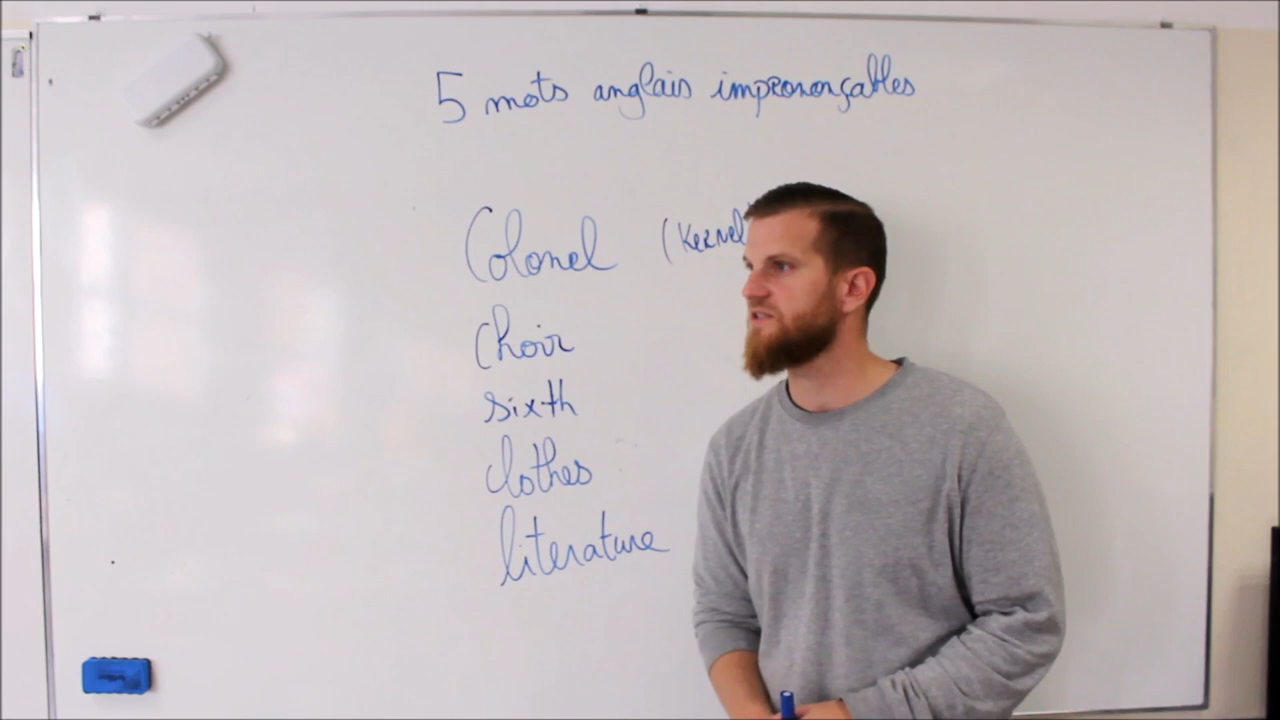 5 mots anglais imprononçables
Colonel (Kernel
Choir
sixth
clothes
literature